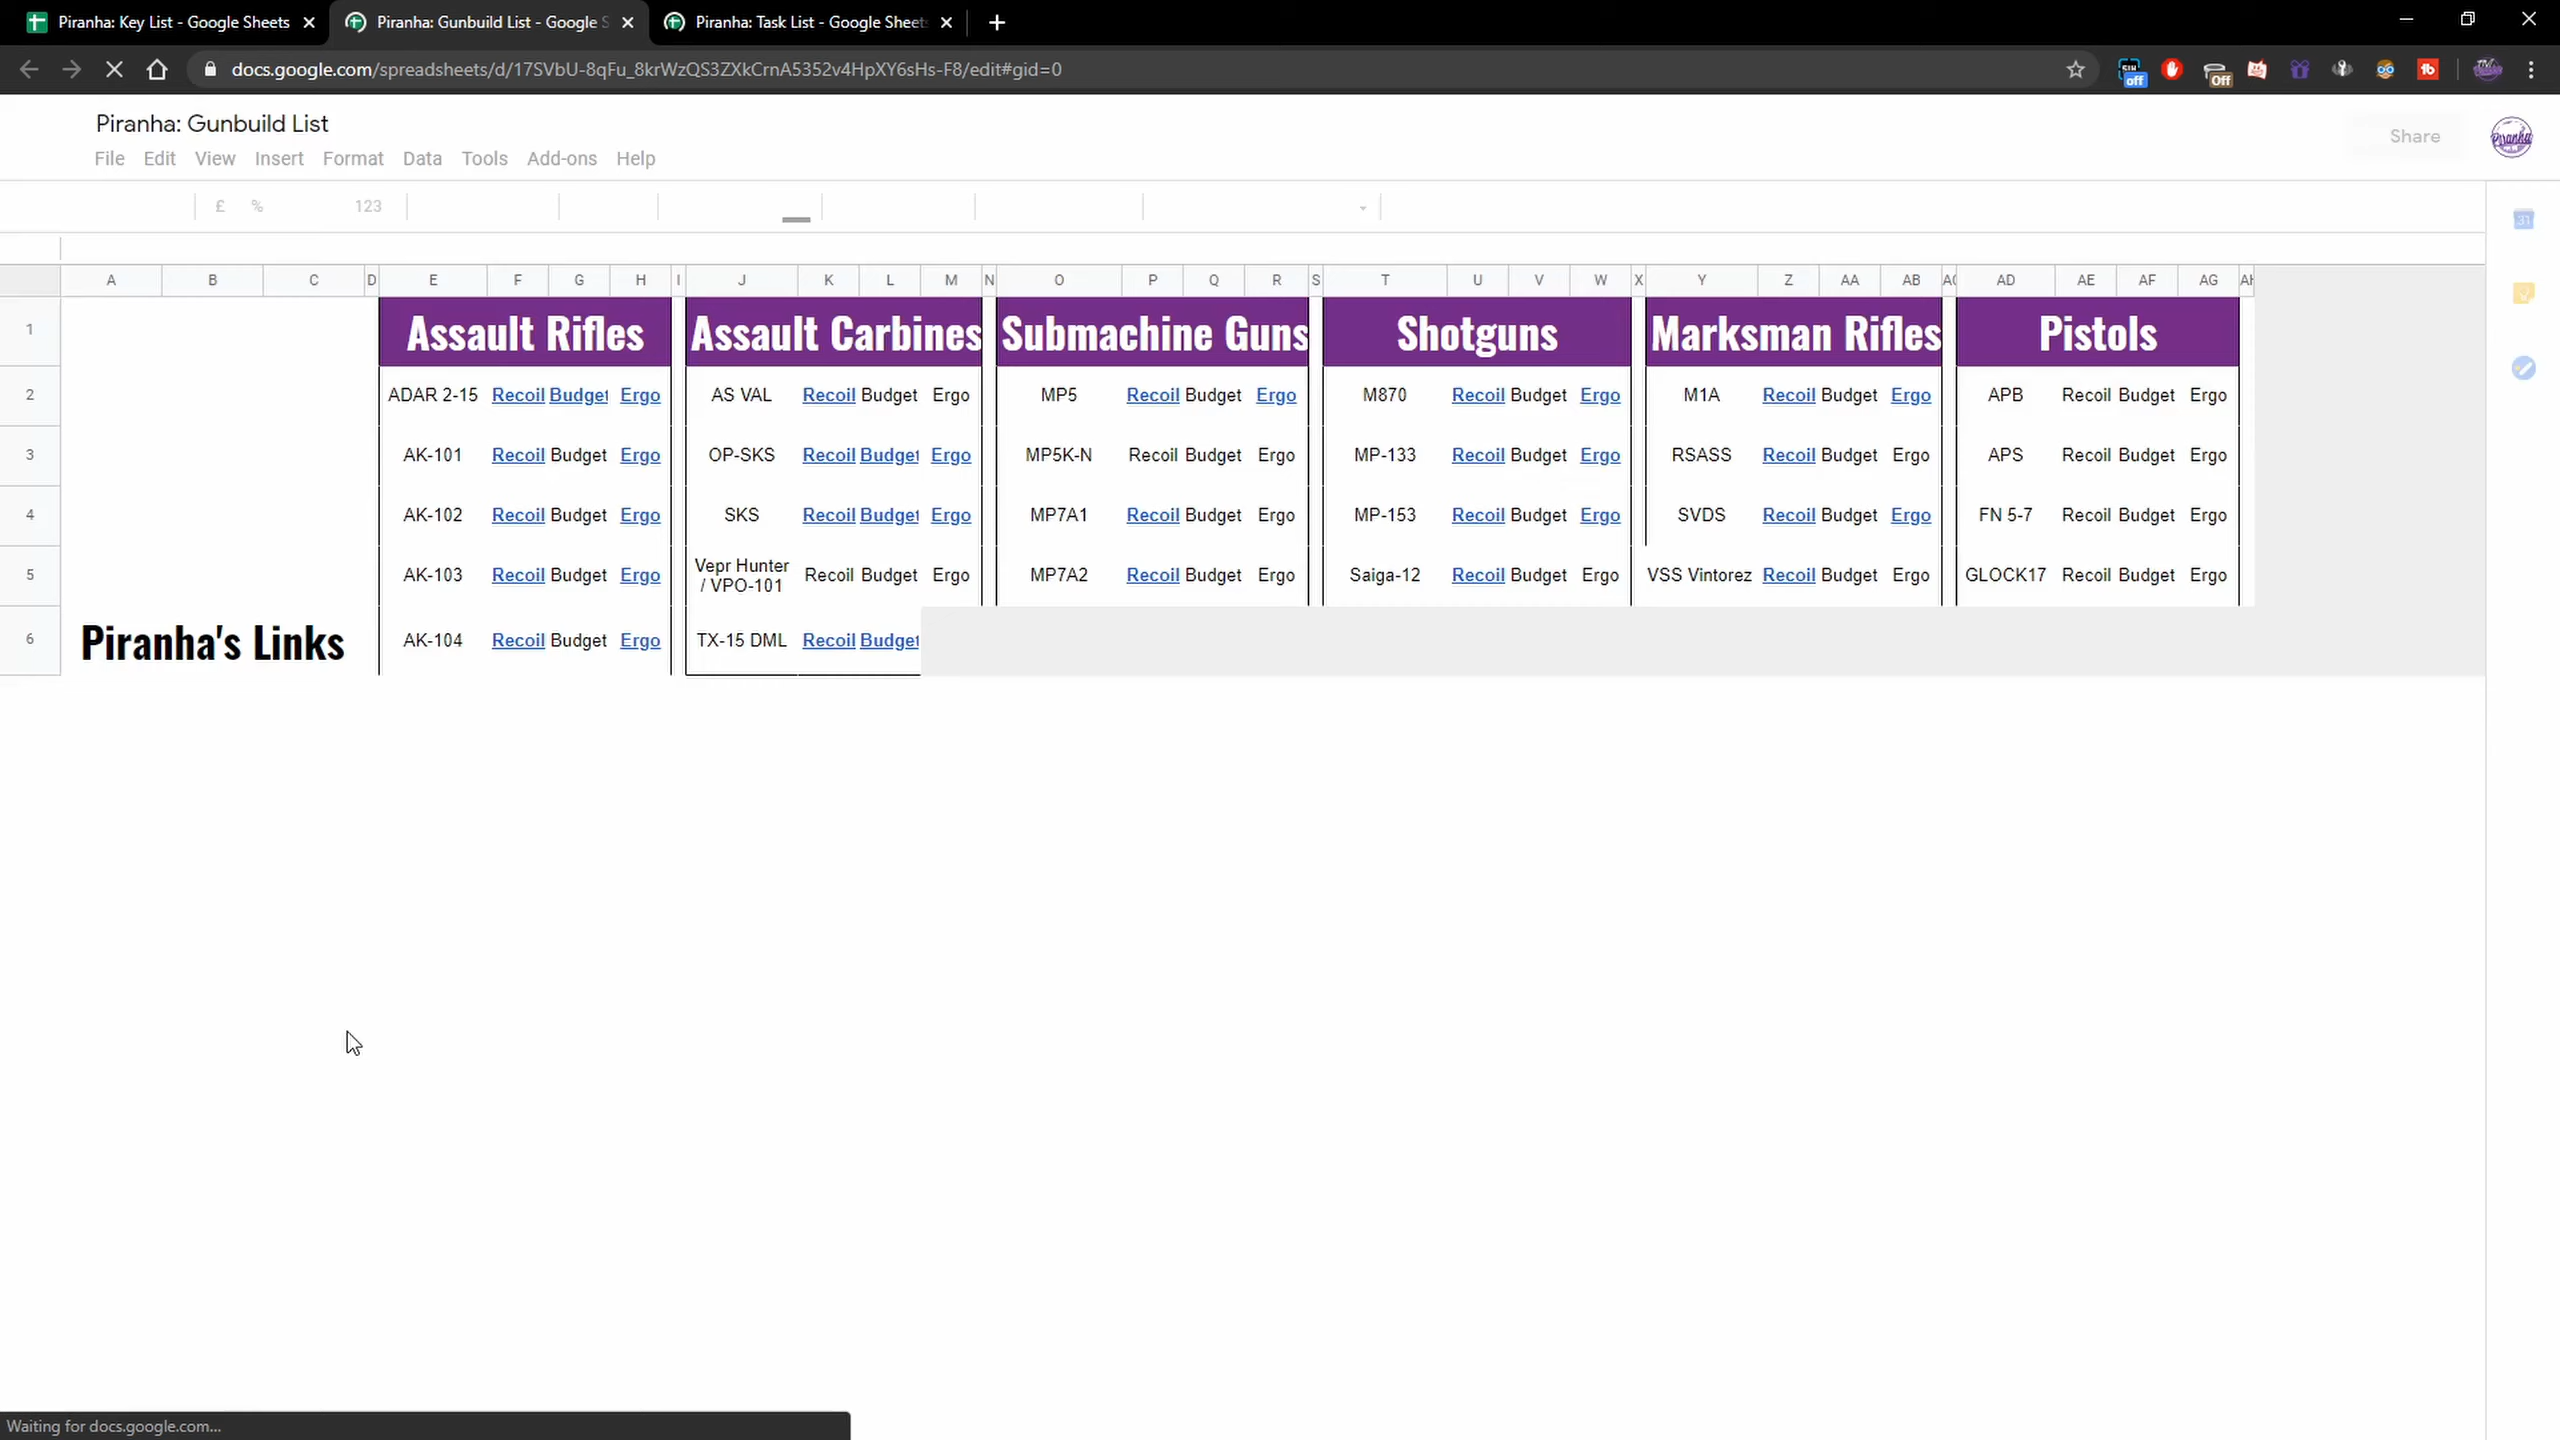 Piranha: Key List - Google Sheets
Piranha: Gunbuild List - Google S
Piranha: Task List - Google Sheet
docs.google.com/spreadsheets/d/17SVbU-8qFu_8krWzQS3ZXkCrnA5352v4HpXY6sHs-F8/edit#gid=0
off
Off
Piranha: Gunbuild List
Share
Piranha
File Edit View Insert Format Data Tools Add-ons Help
£ % 123
31
A B C D E F G H I J K L M N O P Q R S T U V W X Y Z AA AB AC AD AE AF AG AH
1 Assault Rifles Assault Carbines Submachine Guns Shotguns Marksman Rifles Pistols
2 ADAR 2-15 Recoil Budget Ergo AS VAL Recoil Budget Ergo MP5 Recoil Budget Ergo M870 Recoil Budget Ergo M1A Recoil Budget Ergo APB Recoil Budget Ergo
3 AK-101 Recoil Budget Ergo OP-SKS Recoil Budget Ergo MP5K-N Recoil Budget Ergo MP-133 Recoil Budget Ergo RSASS Recoil Budget Ergo APS Recoil Budget Ergo
4 AK-102 Recoil Budget Ergo SKS Recoil Budget Ergo MP7A1 Recoil Budget Ergo MP-153 Recoil Budget Ergo SVDS Recoil Budget Ergo FN 5-7 Recoil Budget Ergo
5 AK-103 Recoil Budget Ergo Vepr Hunter / VPO-101 Recoil Budget Ergo MP7A2 Recoil Budget Ergo Saiga-12 Recoil Budget Ergo VSS Vintorez Recoil Budget Ergo GLOCK17 Recoil Budget Ergo
6 Piranha's Links AK-104 Recoil Budget Ergo TX-15 DML Recoil Budget
Waiting for docs.google.com...